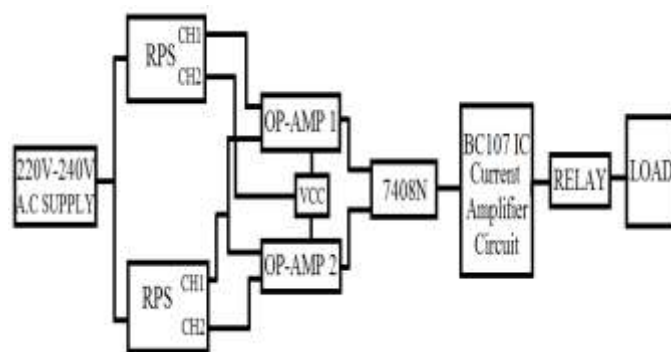 220V-240V
A.C SUPPLY
RPS
CH1
CH2
RPS
CH1
CH2
OP-AMP 1
VCC
OP-AMP 2
7408N
BC107 IC
Current
Amplifier
Circuit
RELAY
LOAD